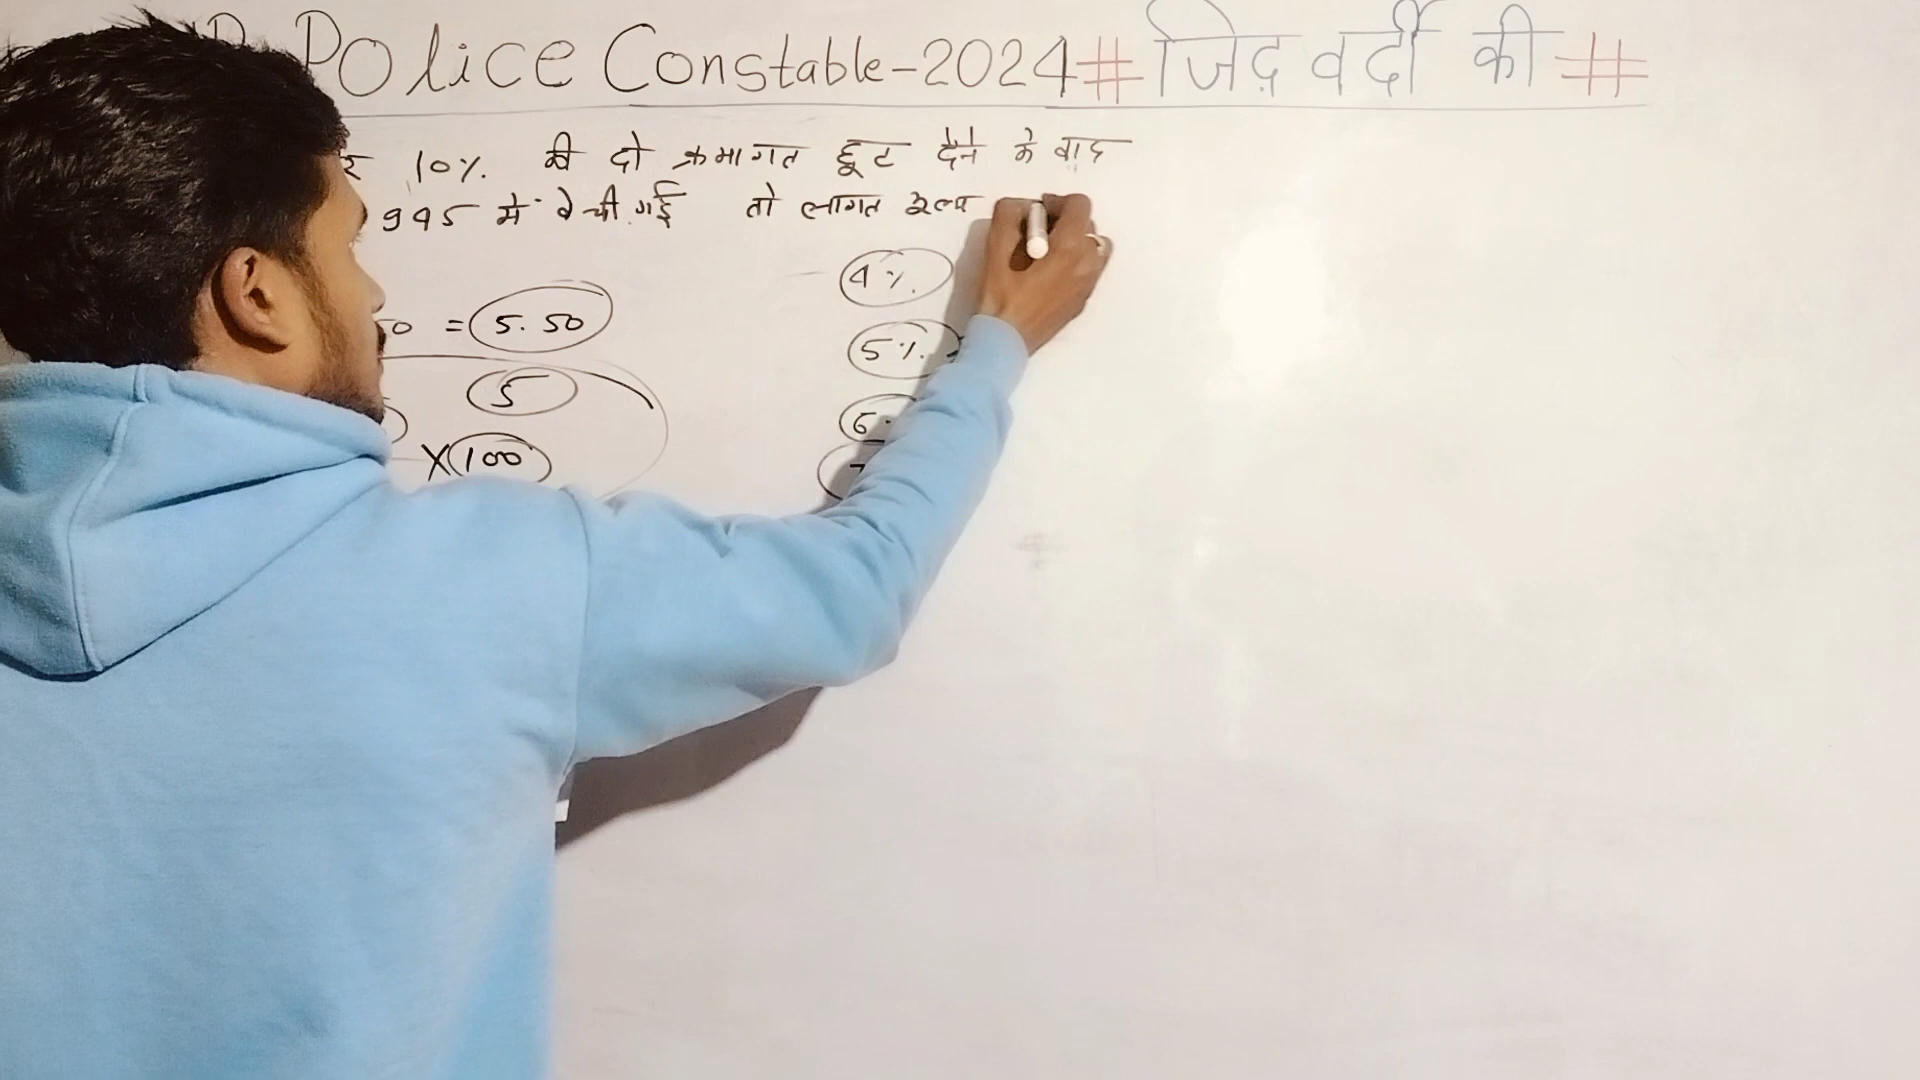 P Police Constable-2024 # जिद़ वर्दी की #
10%. की दो क्रमागत छूट देने के बाद
995 में बेची गई तो लागत मूल्य
4%.
= 5.50
5%.
5
6
X 100